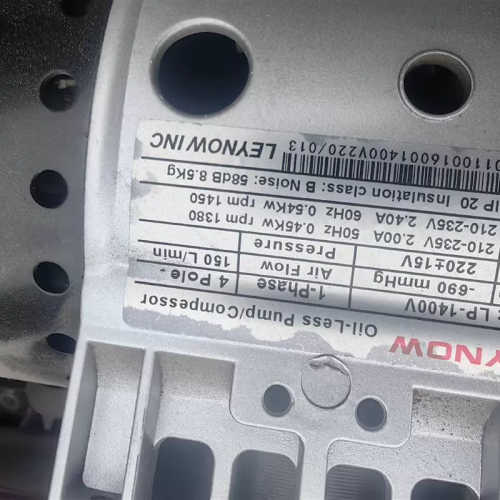 YNOW
Oil-Less Pump/Compessor
LP-1400V 1-Phase 4 Pole
-690 mmHg Air Flow 150 L/min
220±15V Pressure
210-235V 2.00A 50Hz 0.45Kw rpm 1380
210-235V 2.40A 60Hz 0.54Kw rpm 1450
IP 20 Insulation class: B Noise: 58dB 8.5Kg
0110016001400V220/013 LEYNOW INC